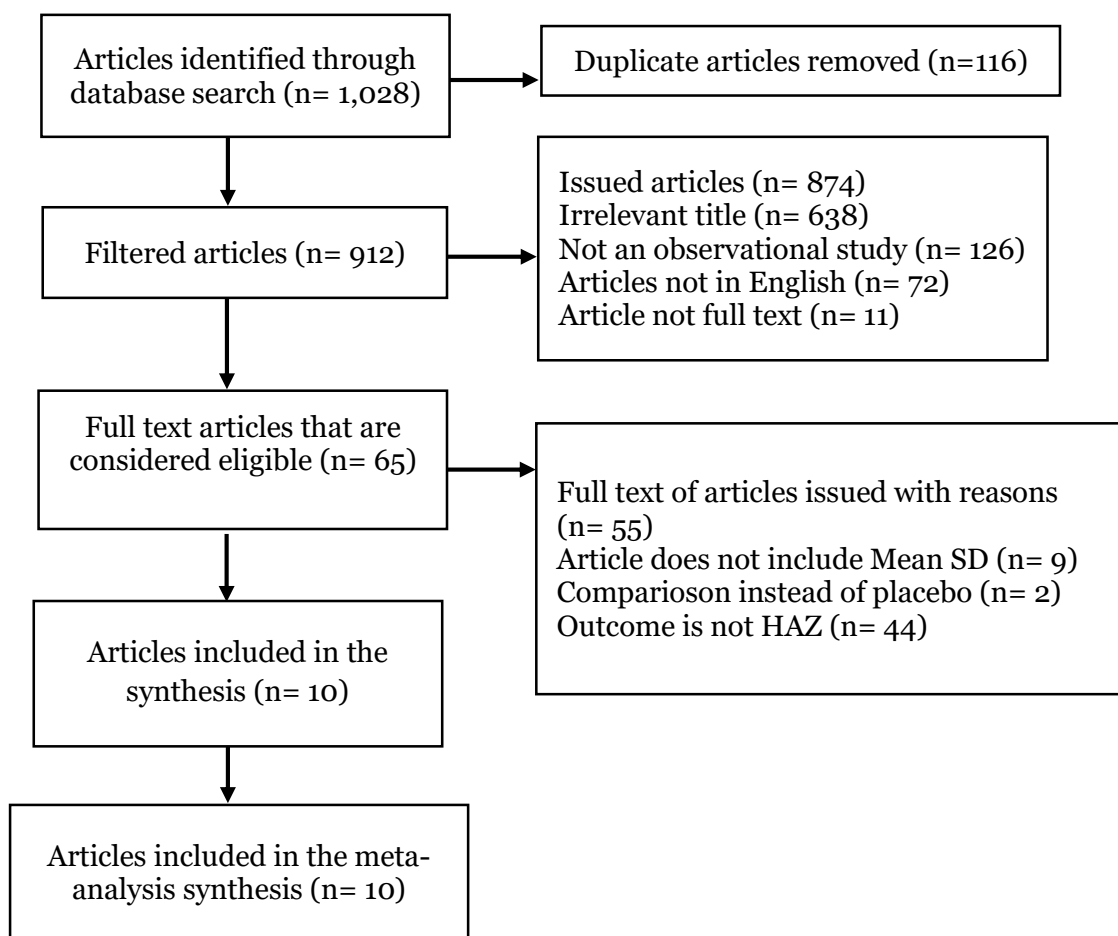 Articles identified through
database search (n= 1,028)
Duplicate articles removed (n=116)
Filtered articles (n= 912)
Issued articles (n= 874)
Irrelevant title (n= 638)
Not an observational study (n= 126)
Articles not in English (n= 72)
Article not full text (n= 11)
Full text articles that are
considered eligible (n= 65)
Full text of articles issued with reasons
(n= 55)
Article does not include Mean SD (n= 9)
Comparioson instead of placebo (n= 2)
Outcome is not HAZ (n= 44)
Articles included in the
synthesis (n= 10)
Articles included in the meta-
analysis synthesis (n= 10)